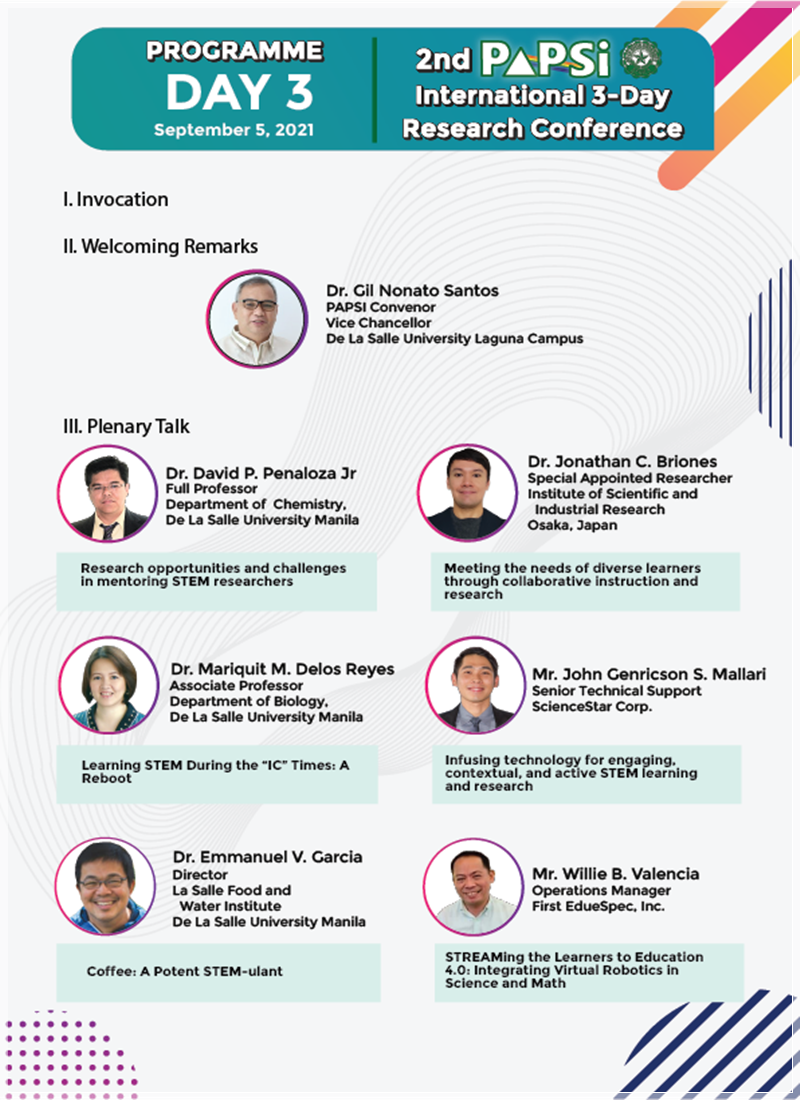 PROGRAMME
DAY 3
September 5, 2021
2nd PAPSi
International 3-Day
Research Conference
I. Invocation
II. Welcoming Remarks
Dr. Gil Nonato Santos
PAPSI Convenor
Vice Chancellor
De La Salle University Laguna Campus
III. Plenary Talk
Dr. David P. Penaloza Jr
Full Professor
Department of Chemistry,
De La Salle University Manila
Research opportunities and challenges
in mentoring STEM researchers
Dr. Jonathan C. Briones
Special Appointed Researcher
Institute of Scientific and
Industrial Research
Osaka, Japan
Meeting the needs of diverse learners
through collaborative instruction and
research
Dr. Mariquit M. Delos Reyes
Associate Professor
Department of Biology,
De La Salle University Manila
Learning STEM During the “IC” Times: A
Reboot
Mr. John Genricson S. Mallari
Senior Technical Support
ScienceStar Corp.
Infusing technology for engaging,
contextual, and active STEM learning
and research
Dr. Emmanuel V. Garcia
Director
La Salle Food and
Water Institute
De La Salle University Manila
Coffee: A Potent STEM-ulant
Mr. Willie B. Valencia
Operations Manager
First EdueSpec, Inc.
STREAMing the Learners to Education
4.0: Integrating Virtual Robotics in
Science and Math